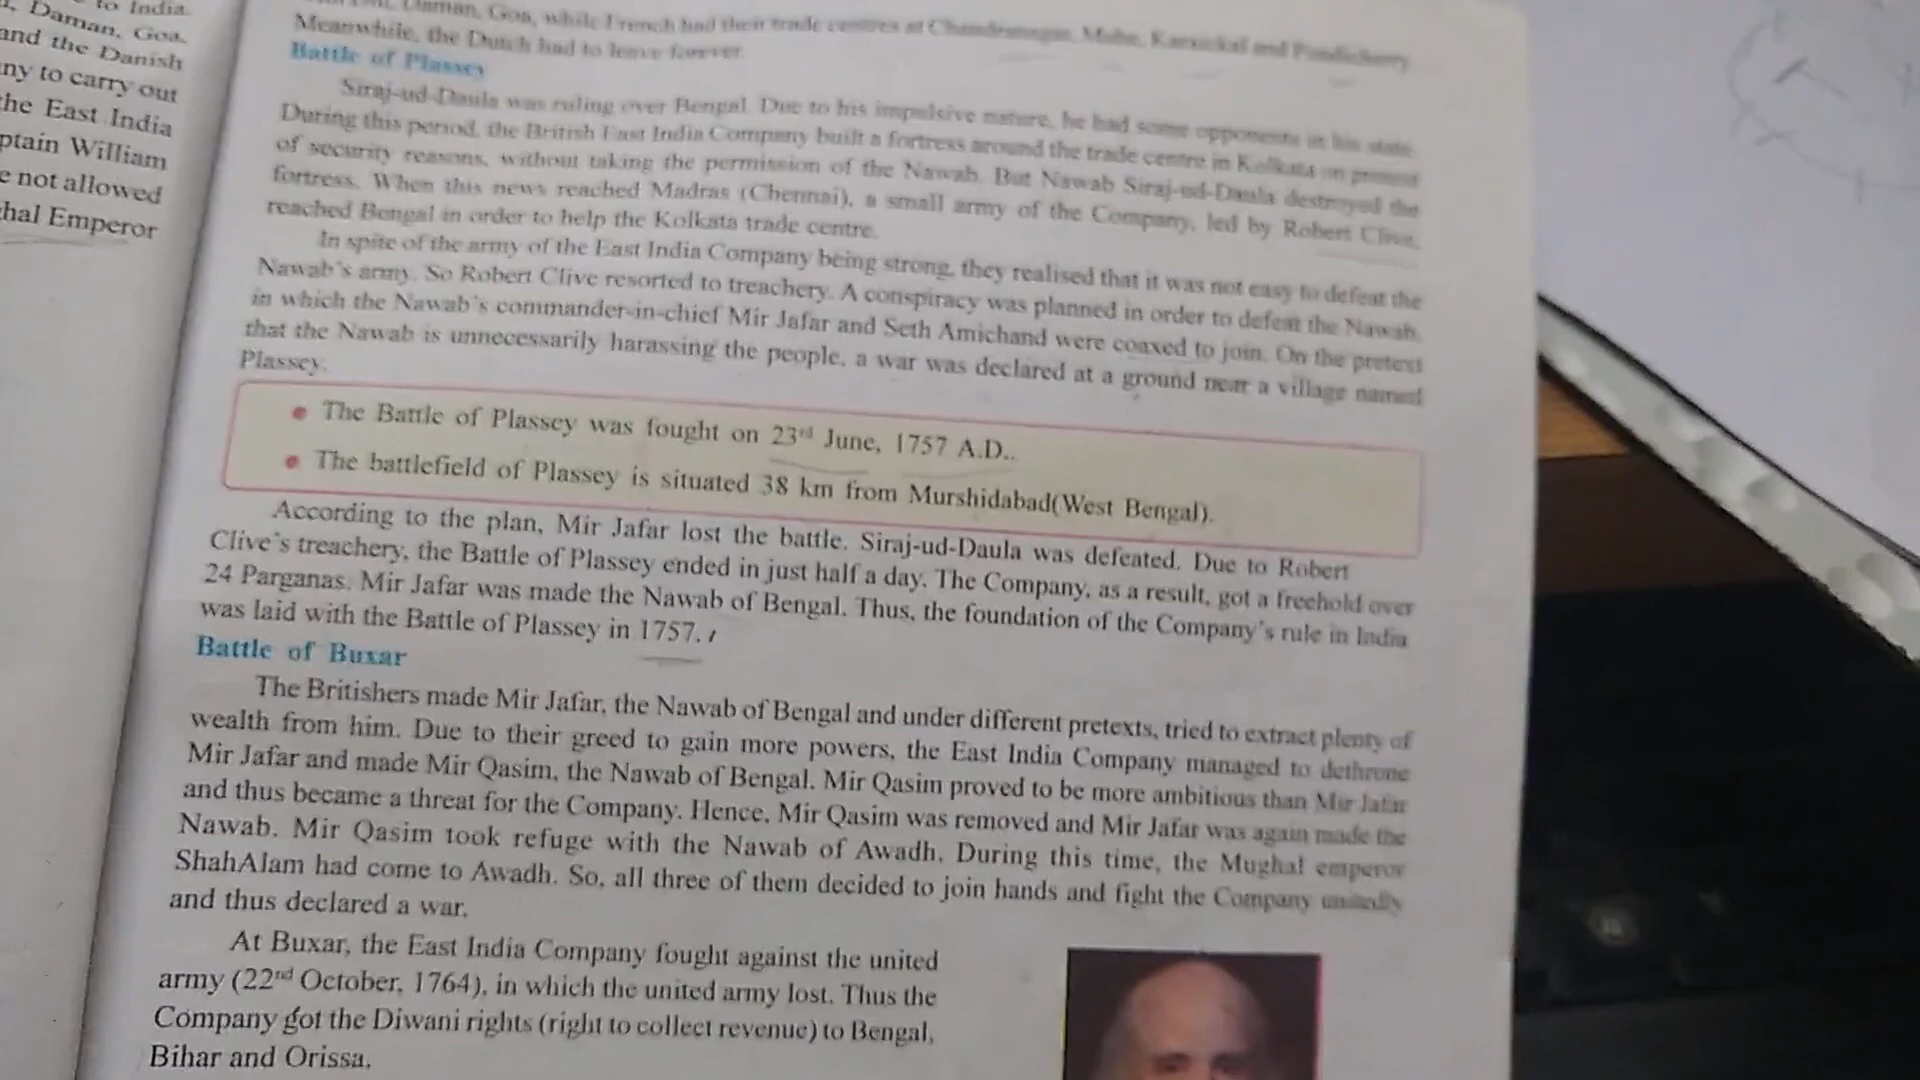 to India.
Daman, Goa,
and the Danish
ny to carry out
the East India
ptain William
e not allowed
hal Emperor
Daman, Goa, while French had their trade centres at Chandranagar, Mahe, Karaickal and Pondicherry.
Meanwhile, the Dutch had to leave forever.
Battle of Plassey
Siraj-ud-Daula was ruling over Bengal. Due to his impulsive nature, he had some opponents in his state.
During this period, the British East India Company built a fortress around the trade centre in Kolkata on pretext
of security reasons, without taking the permission of the Nawab. But Nawab Siraj-ud-Daula destroyed the
fortress. When this news reached Madras (Chennai), a small army of the Company, led by Robert Clive,
reached Bengal in order to help the Kolkata trade centre.
In spite of the army of the East India Company being strong, they realised that it was not easy to defeat the
Nawab's army. So Robert Clive resorted to treachery. A conspiracy was planned in order to defeat the Nawab,
in which the Nawab's commander-in-chief Mir Jafar and Seth Amichand were coaxed to join. On the pretext
that the Nawab is unnecessarily harassing the people, a war was declared at a ground near a village named
Plassey.
• The Battle of Plassey was fought on 23rd June, 1757 A.D..
• The battlefield of Plassey is situated 38 km from Murshidabad(West Bengal).
According to the plan, Mir Jafar lost the battle. Siraj-ud-Daula was defeated. Due to Robert
Clive's treachery, the Battle of Plassey ended in just half a day. The Company, as a result, got a freehold over
24 Parganas. Mir Jafar was made the Nawab of Bengal. Thus, the foundation of the Company's rule in India
was laid with the Battle of Plassey in 1757.
Battle of Buxar
The Britishers made Mir Jafar, the Nawab of Bengal and under different pretexts, tried to extract plenty of
wealth from him. Due to their greed to gain more powers, the East India Company managed to dethrone
Mir Jafar and made Mir Qasim, the Nawab of Bengal. Mir Qasim proved to be more ambitious than Mir Jafar
and thus became a threat for the Company. Hence, Mir Qasim was removed and Mir Jafar was again made the
Nawab. Mir Qasim took refuge with the Nawab of Awadh. During this time, the Mughal emperor
ShahAlam had come to Awadh. So, all three of them decided to join hands and fight the Company unitedly
and thus declared a war.
At Buxar, the East India Company fought against the united
army (22nd October, 1764), in which the united army lost. Thus the
Company got the Diwani rights (right to collect revenue) to Bengal,
Bihar and Orissa.